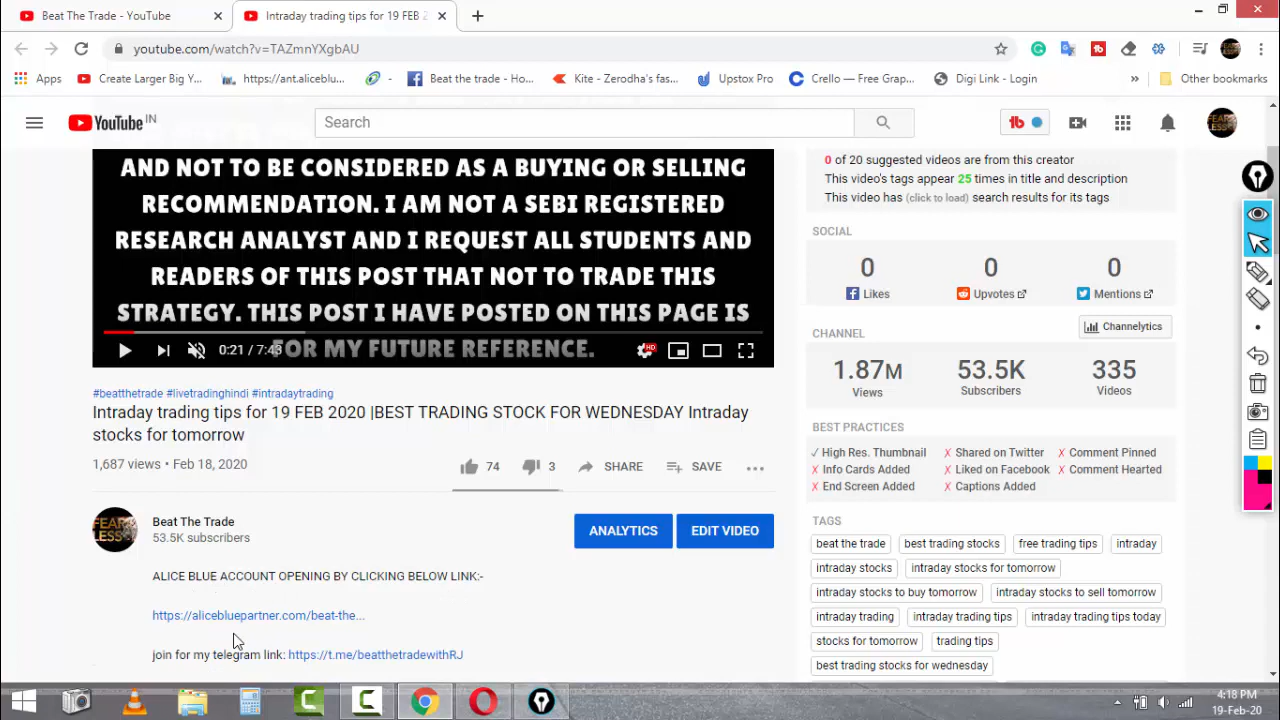 Beat The Trade - YouTube
Intraday trading tips for 19 FEB 2
youtube.com/watch?v=TAZmnYXgbAU
Apps
Create Larger Big Y...
https://ant.aliceblu...
Beat the trade - Ho...
Kite - Zerodha's fas...
Upstox Pro
Crello — Free Grap...
Digi Link - Login
»
Other bookmarks
YouTube IN
Search
AND NOT TO BE CONSIDERED AS A BUYING OR SELLING
RECOMMENDATION. I AM NOT A SEBI REGISTERED
RESEARCH ANALYST AND I REQUEST ALL STUDENTS AND
READERS OF THIS POST THAT NOT TO TRADE THIS
STRATEGY. THIS POST I HAVE POSTED ON THIS PAGE IS
FOR MY FUTURE REFERENCE.
0:21 / 7:43
HD
#beatthetrade #livetradinghindi #intradaytrading
Intraday trading tips for 19 FEB 2020 |BEST TRADING STOCK FOR WEDNESDAY Intraday
stocks for tomorrow
1,687 views • Feb 18, 2020
74
3
SHARE
SAVE
Beat The Trade
53.5K subscribers
ANALYTICS
EDIT VIDEO
ALICE BLUE ACCOUNT OPENING BY CLICKING BELOW LINK:-
https://alicebluepartner.com/beat-the...
join for my telegram link: https://t.me/beatthetradewithRJ
0 of 20 suggested videos are from this creator
This video's tags appear 25 times in title and description
This video has (click to load) search results for its tags
SOCIAL
0
Likes
0
Upvotes
0
Mentions
CHANNEL
Channelytics
1.87M
Views
53.5K
Subscribers
335
Videos
BEST PRACTICES
✓ High Res. Thumbnail
✗ Shared on Twitter
✗ Comment Pinned
✗ Info Cards Added
✗ Liked on Facebook
✗ Comment Hearted
✗ End Screen Added
✗ Captions Added
TAGS
beat the trade
best trading stocks
free trading tips
intraday
intraday stocks
intraday stocks for tomorrow
intraday stocks to buy tomorrow
intraday stocks to sell tomorrow
intraday trading
intraday trading tips
intraday trading tips today
stocks for tomorrow
trading tips
best trading stocks for wednesday
4:18 PM
19-Feb-20